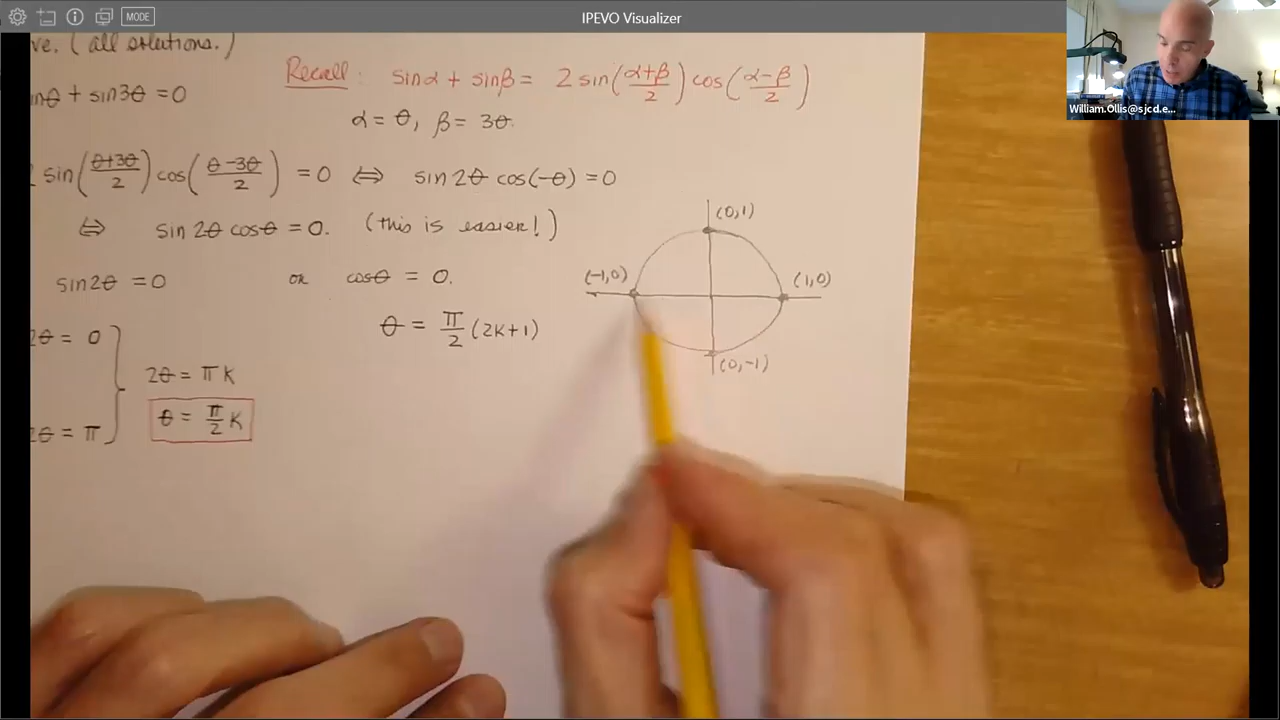 MODE
IPEVO Visualizer
William.Ollis@sjcd.e...
ve. (all solutions.)
Recall: sinα + sinβ = 2 sin((α+β)/2) cos((α-β)/2)
inθ + sin3θ = 0
α = θ, β = 3θ.
2 sin((θ+3θ)/2) cos((θ-3θ)/2) = 0 ⇔ sin2θ cos(-θ) = 0
⇔ sin 2θ cosθ = 0. (this is easier!)
(0,1)
(-1,0)
(1,0)
(0,-1)
sin2θ = 0 or cosθ = 0.
θ = π/2 (2k+1)
2θ = 0
2θ = πk
θ = π/2 k
2θ = π